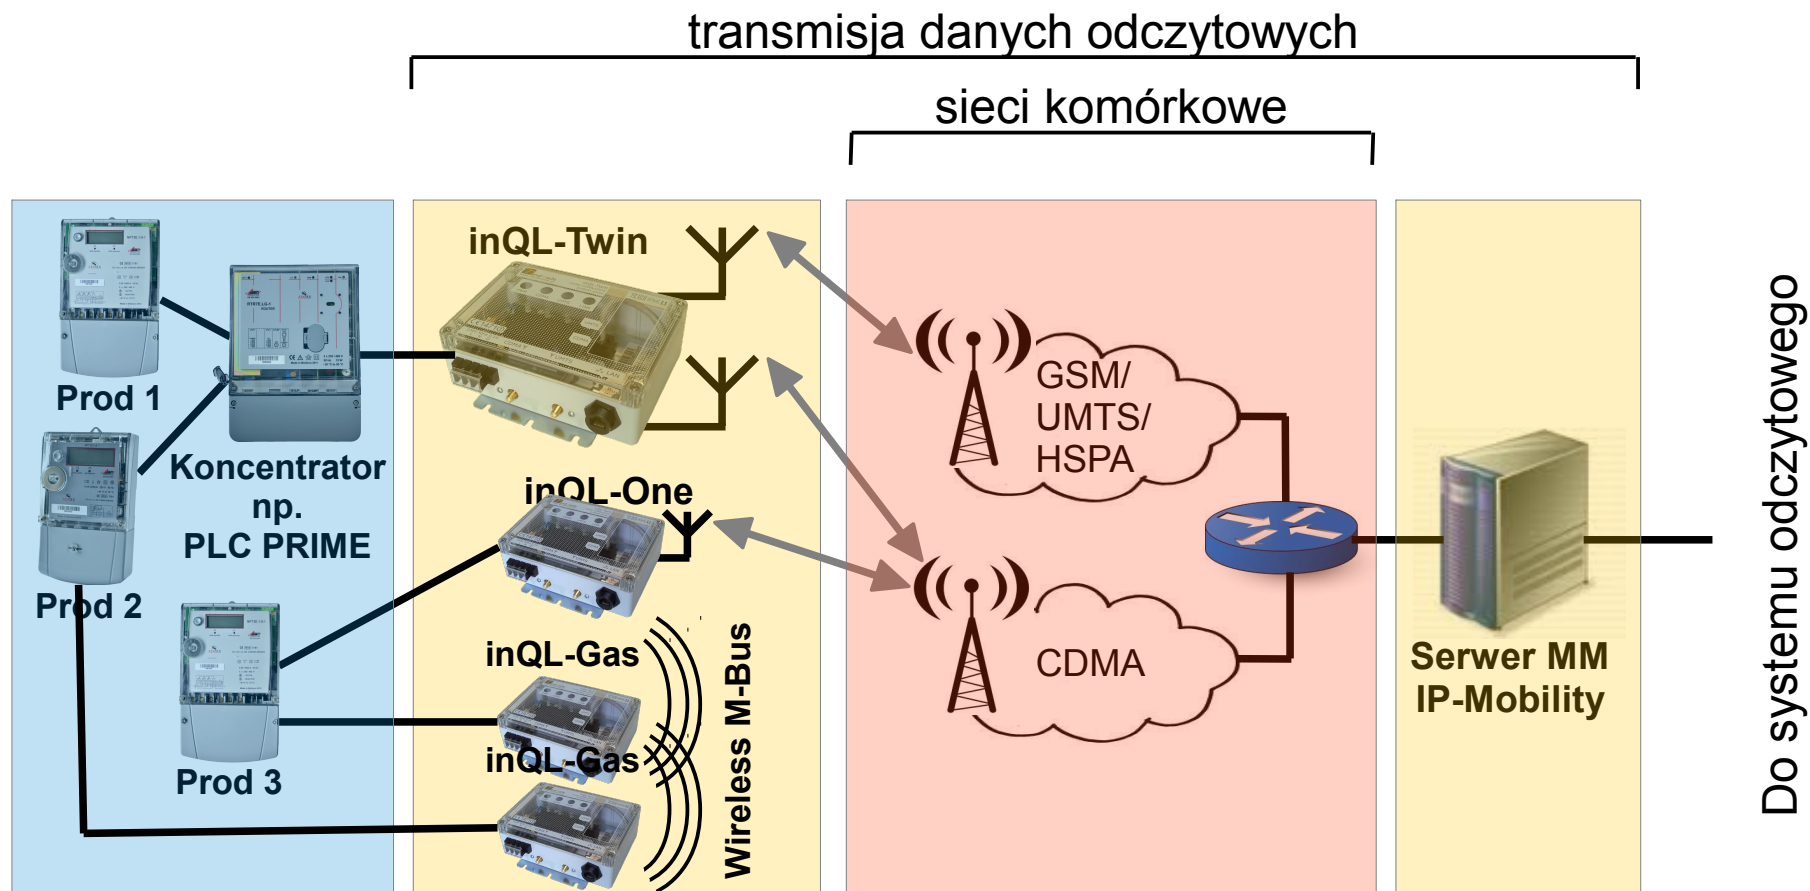 transmisja danych odczytowych
sieci komórkowe
inQL-Twin
Prod 1
Koncentrator
np.
PLC PRIME
Prod 2
Prod 3
inQL-One
inQL-Gas
inQL-Gas
Wireless M-Bus
GSM/
UMTS/
HSPA
CDMA
Serwer MM
IP-Mobility
Do systemu odczytowego